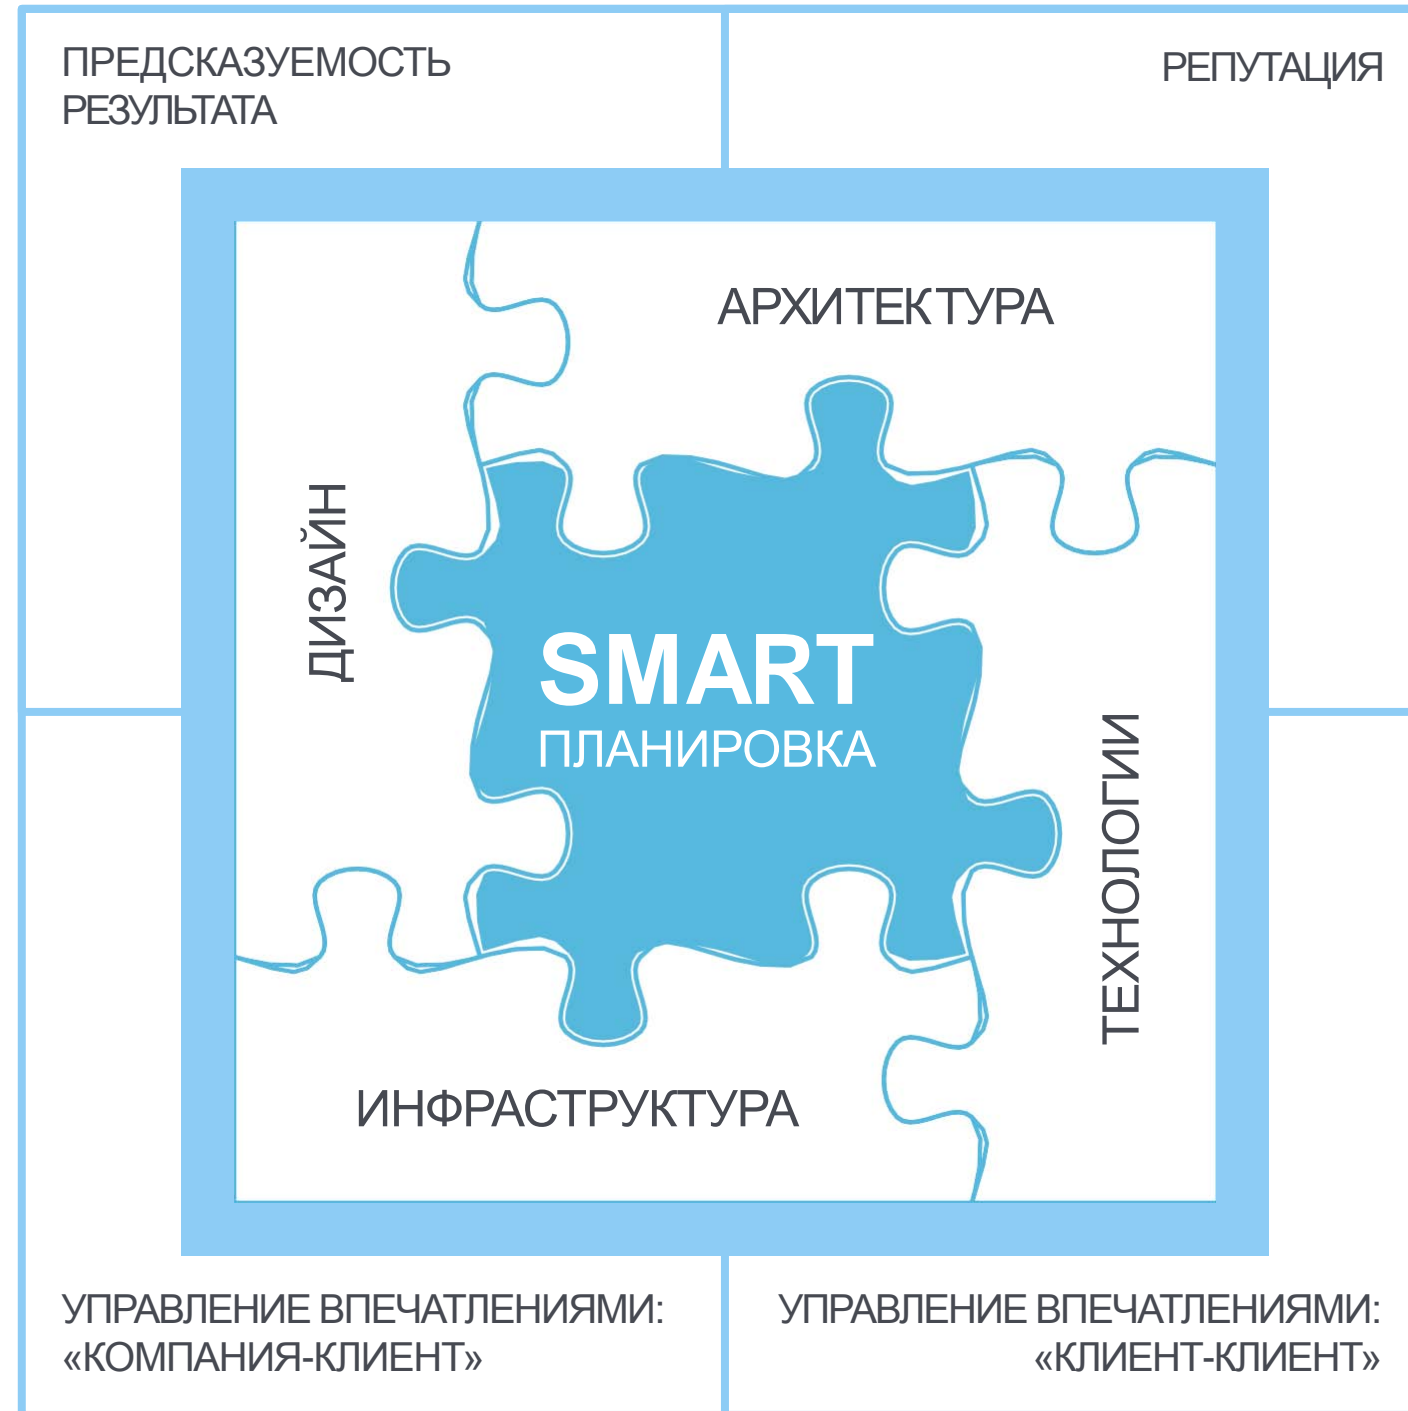 ПРЕДСКАЗУЕМОСТЬ
РЕЗУЛЬТАТА
РЕПУТАЦИЯ
АРХИТЕКТУРА
ДИЗАЙН
SMART
ПЛАНИРОВКА
ТЕХНОЛОГИИ
ИНФРАСТРУКТУРА
УПРАВЛЕНИЕ ВПЕЧАТЛЕНИЯМИ:
«КОМПАНИЯ-КЛИЕНТ»
УПРАВЛЕНИЕ ВПЕЧАТЛЕНИЯМИ:
«КЛИЕНТ-КЛИЕНТ»